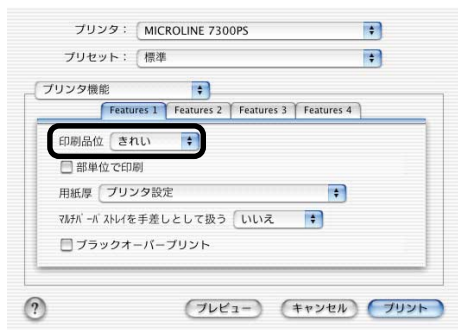 プリンタ： MICROLINE 7300PS
プリセット： 標準
プリンタ機能
Features 1 Features 2 Features 3 Features 4
印刷品位 きれい
部単位で印刷
用紙厚 プリンタ設定
ﾏﾙﾁﾊﾟｰﾊﾟｽﾄﾚｲを手差しとして扱う いいえ
ブラックオーバープリント
? プレビュー キャンセル プリント